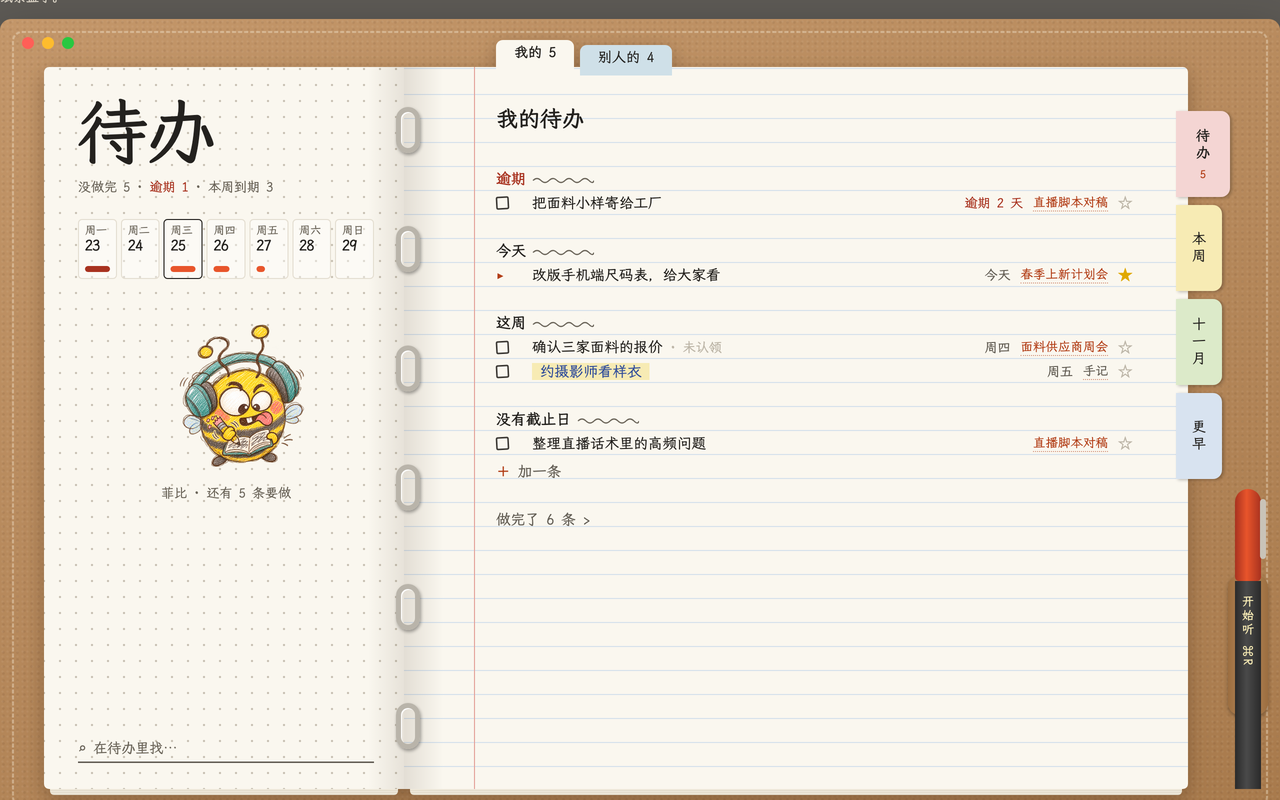 我的 5
别人的 4
待办
没做完 5 · 逾期 1 · 本周到期 3
周一 周二 周三 周四 周五 周六 周日
23 24 25 26 27 28 29
菲比 · 还有 5 条要做
在待办里找…
我的待办
逾期
把面料小样寄给工厂 逾期 2 天 直播脚本对稿
今天
改版手机端尺码表，给大家看 今天 春季上新计划会
这周
确认三家面料的报价 · 未认领 周四 面料供应商周会
约摄影师看样衣 周五 手记
没有截止日
整理直播话术里的高频问题 直播脚本对稿
+ 加一条
做完了 6 条 >
待办
5
本周
十一月
更早
开始听 ⌘R